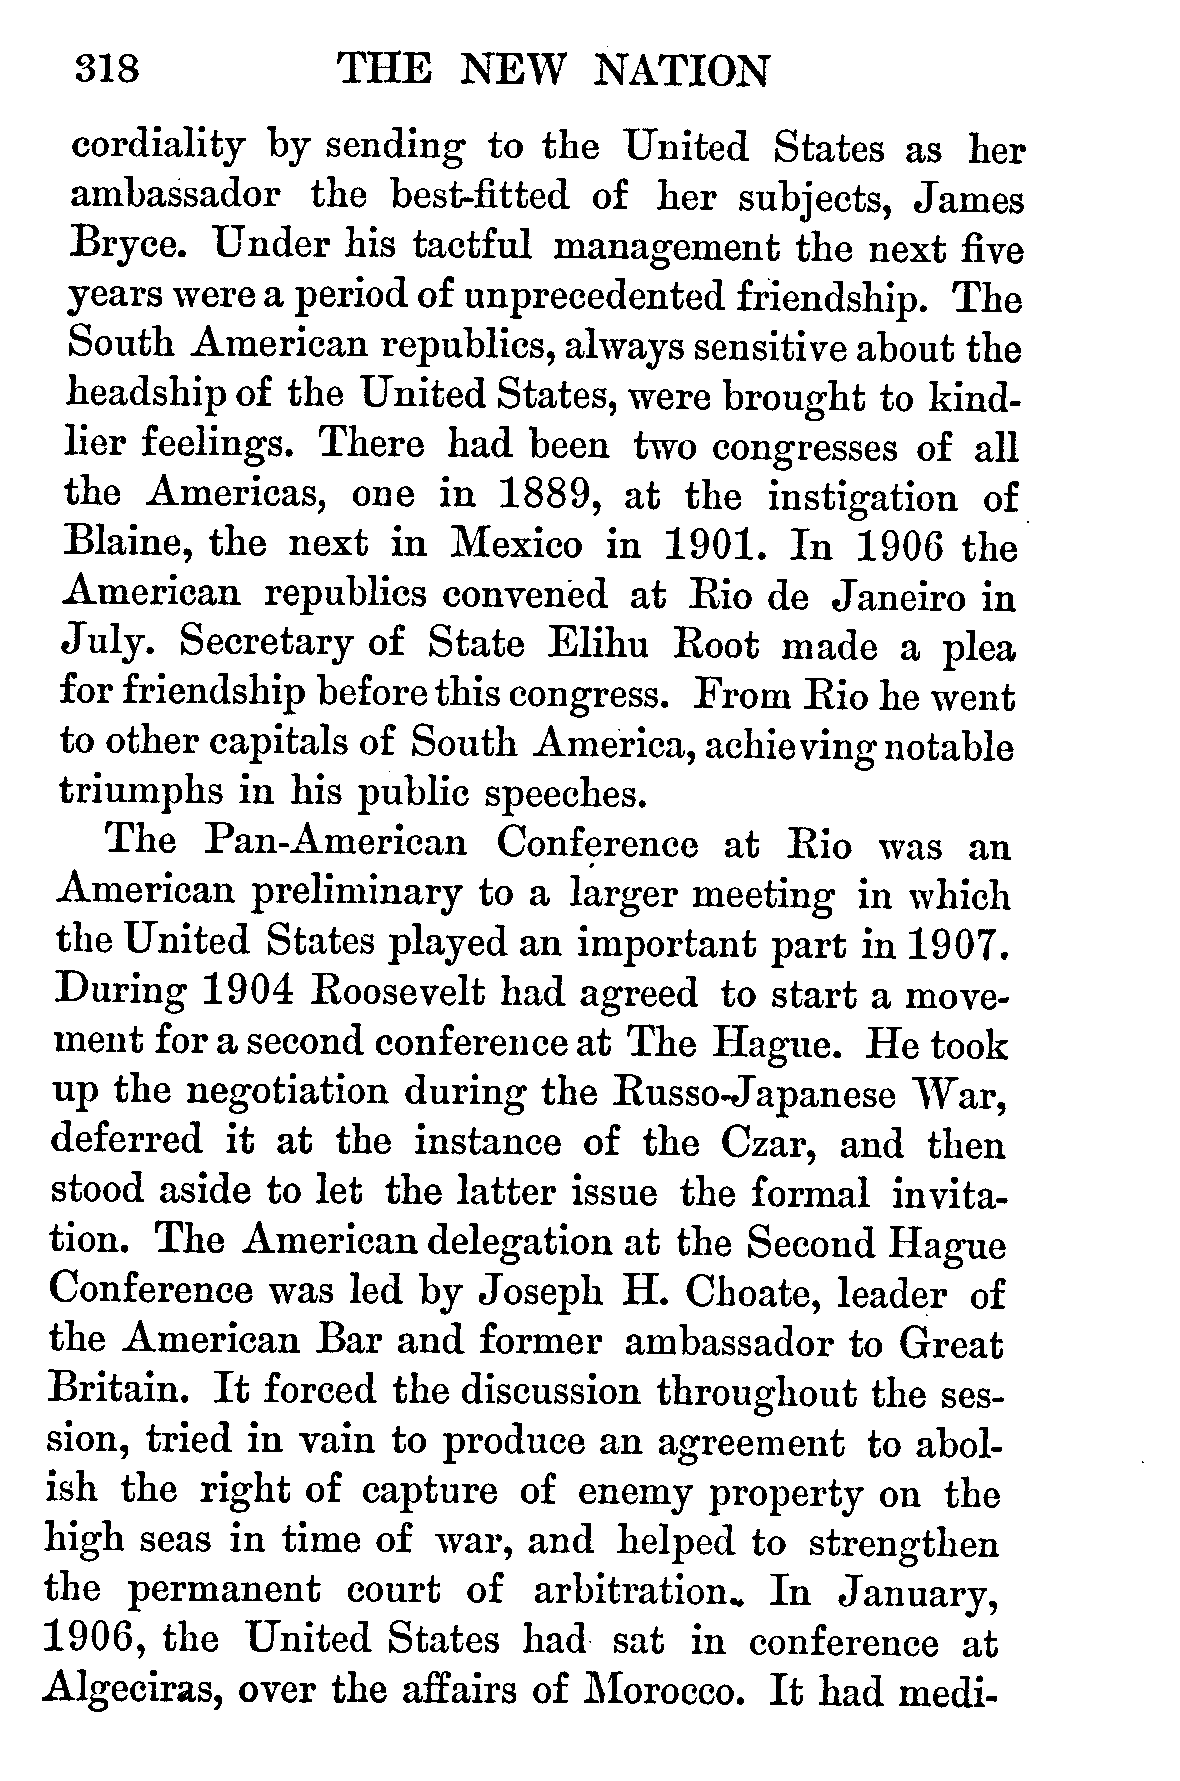 318 THE NEW NATION
cordiality by sending to the United States as her
ambassador the best-fitted of her subjects, James
Bryce. Under his tactful management the next five
years were a period of unprecedented friendship. The
South American republics, always sensitive about the
headship of the United States, were brought to kind-
lier feelings. There had been two congresses of all
the Americas, one in 1889, at the instigation of
Blaine, the next in Mexico in 1901. In 1906 the
American republics convened at Rio de Janeiro in
July. Secretary of State Elihu Root made a plea
for friendship before this congress. From Rio he went
to other capitals of South America, achieving notable
triumphs in his public speeches.
The Pan-American Conference at Rio was an
American preliminary to a larger meeting in which
the United States played an important part in 1907.
During 1904 Roosevelt had agreed to start a move-
ment for a second conference at The Hague. He took
up the negotiation during the Russo-Japanese War,
deferred it at the instance of the Czar, and then
stood aside to let the latter issue the formal invita-
tion. The American delegation at the Second Hague
Conference was led by Joseph H. Choate, leader of
the American Bar and former ambassador to Great
Britain. It forced the discussion throughout the ses-
sion, tried in vain to produce an agreement to abol-
ish the right of capture of enemy property on the
high seas in time of war, and helped to strengthen
the permanent court of arbitration. In January,
1906, the United States had sat in conference at
Algeciras, over the affairs of Morocco. It had medi-